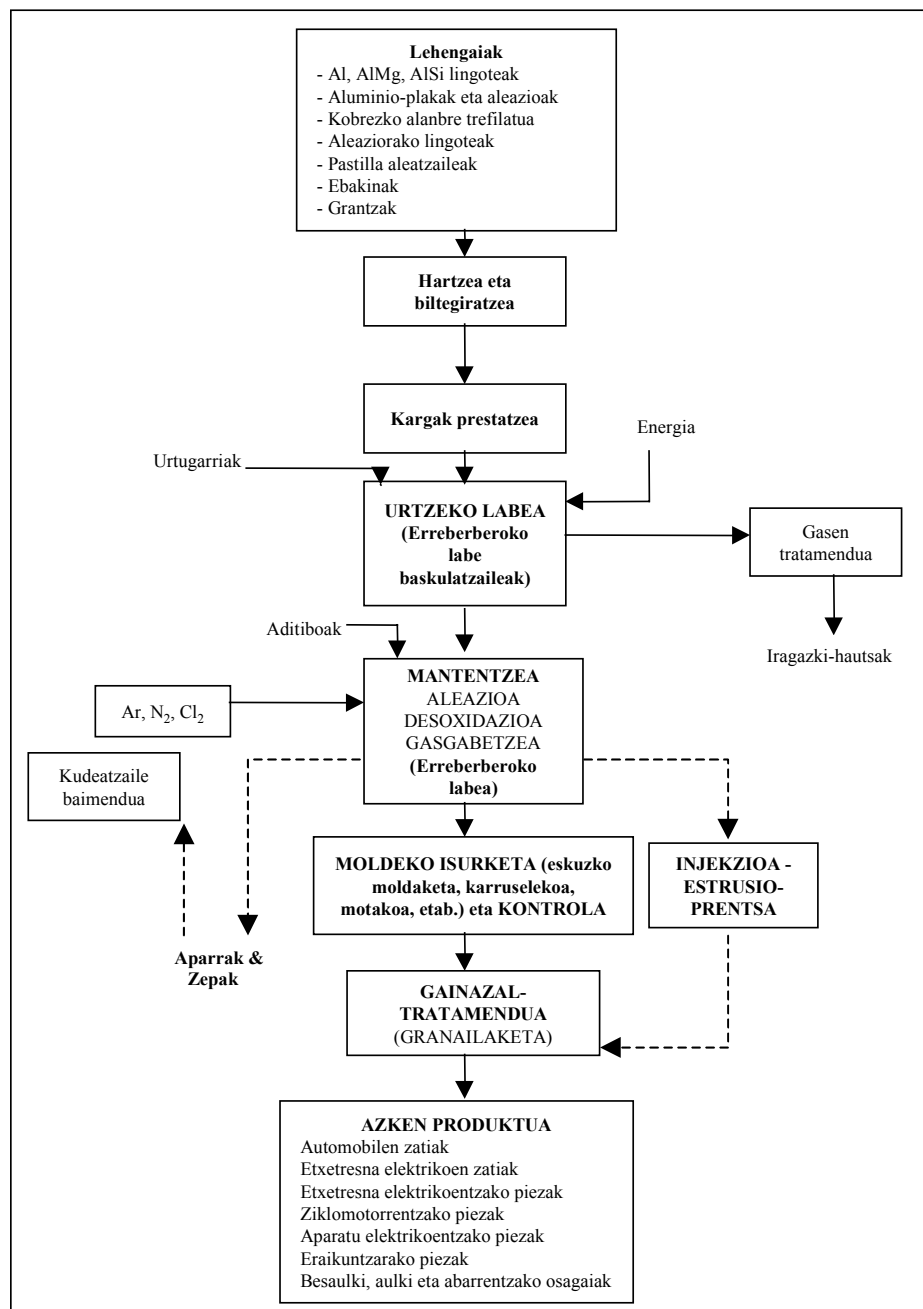 Lehengaiak
- Al, AlMg, AlSi lingoteak
- Aluminio-plakak eta aleazioak
- Kobrezko alanbre trefilatua
- Aleaziorako lingoteak
- Pastilla aleatzaileak
- Ebakinak
- Grantzak
Hartzea eta
biltegiratzea
Kargak prestatzea
Energia
Urtugarriak
URTZEKO LABEA
(Erreberberoko
labe
baskulatzaileak)
Gasen
tratamendua
Aditiboak
Iragazki-hautsak
MANTENTZEA
ALEAZIOA
DESOXIDAZIOA
GASGABETZEA
(Erreberberoko
labea)
Ar, N₂, Cl₂
Kudeatzaile
baimendua
MOLDEKO ISURKETA (eskuzko
moldaketa, karruselekoa,
motakoa, etab.) eta KONTROLA
INJEKZIOA -
ESTRUSIO-
PRENTSA
Aparrak &
Zepak
GAINAZAL-
TRATAMENDUA
(GRANAILAKETA)
AZKEN PRODUKTUA
Automobilen zatiak
Etxetresna elektrikoen zatiak
Etxetresna elektrikoentzako piezak
Ziklomotorrentzako piezak
Aparatu elektrikoentzako piezak
Eraikuntzarako piezak
Besaulki, aulki eta abarrentzako osagaiak